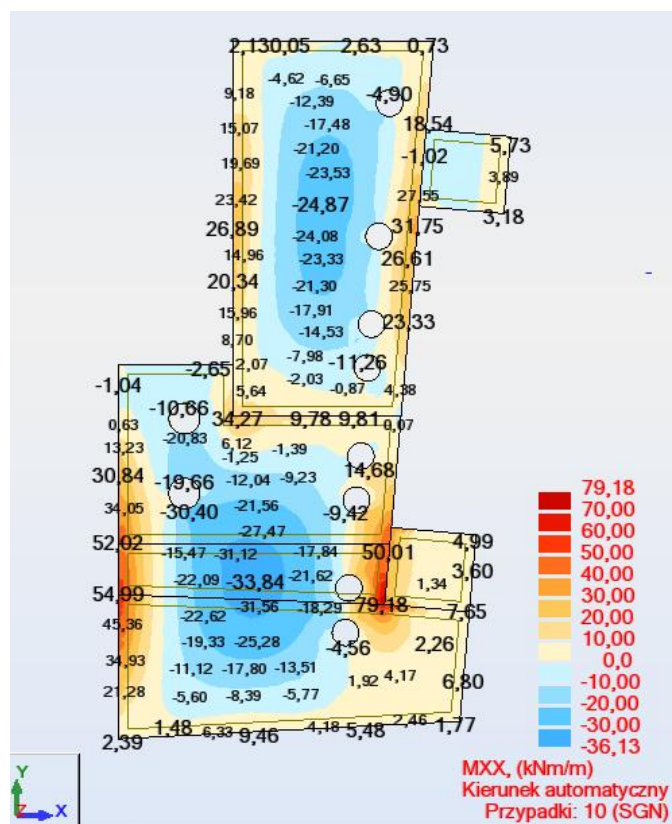 2,130,05 2,63 0,73
-4,62 -6,65
9,18 -12,39 -4,90
15,07 -17,48 18,54
-21,20 -1,02 5,73
19,69 -23,53 3,89
23,42 -24,87 27,55 3,18
26,89 -24,08 31,75
14,96 -23,33 26,61
20,34 -21,30 25,75
15,96 -17,91 23,33
8,70 -14,53
2,07 -7,98 -11,26
-2,65 -2,03 -0,87 4,38
-1,04 5,64
-10,66 34,27 9,78 9,81 0,07
0,63 -20,83 6,12 -1,39
13,23 -1,25
30,84 -19,66 -12,04 -9,23 14,68
34,05 -30,40 -21,56 -9,42
-27,47
52,02 -15,47 -31,12 -17,84 50,01 4,99
-22,09 -33,84 -21,62 1,34 3,60
54,99 -31,56 -18,29 79,18 7,65
45,36 -22,62
-19,33 -25,28 -4,56 2,26
34,93 -11,12 -17,80 -13,51 1,92 4,17 6,80
21,28 -5,60 -8,39 -5,77
2,39 1,48 6,33 9,46 4,18 5,48 2,46 1,77
79,18
70,00
60,00
50,00
40,00
30,00
20,00
10,00
0,0
-10,00
-20,00
-30,00
-36,13
MXX, (kNm/m)
Kierunek automatyczny
Przypadki: 10 (SGN)
Y
Z X